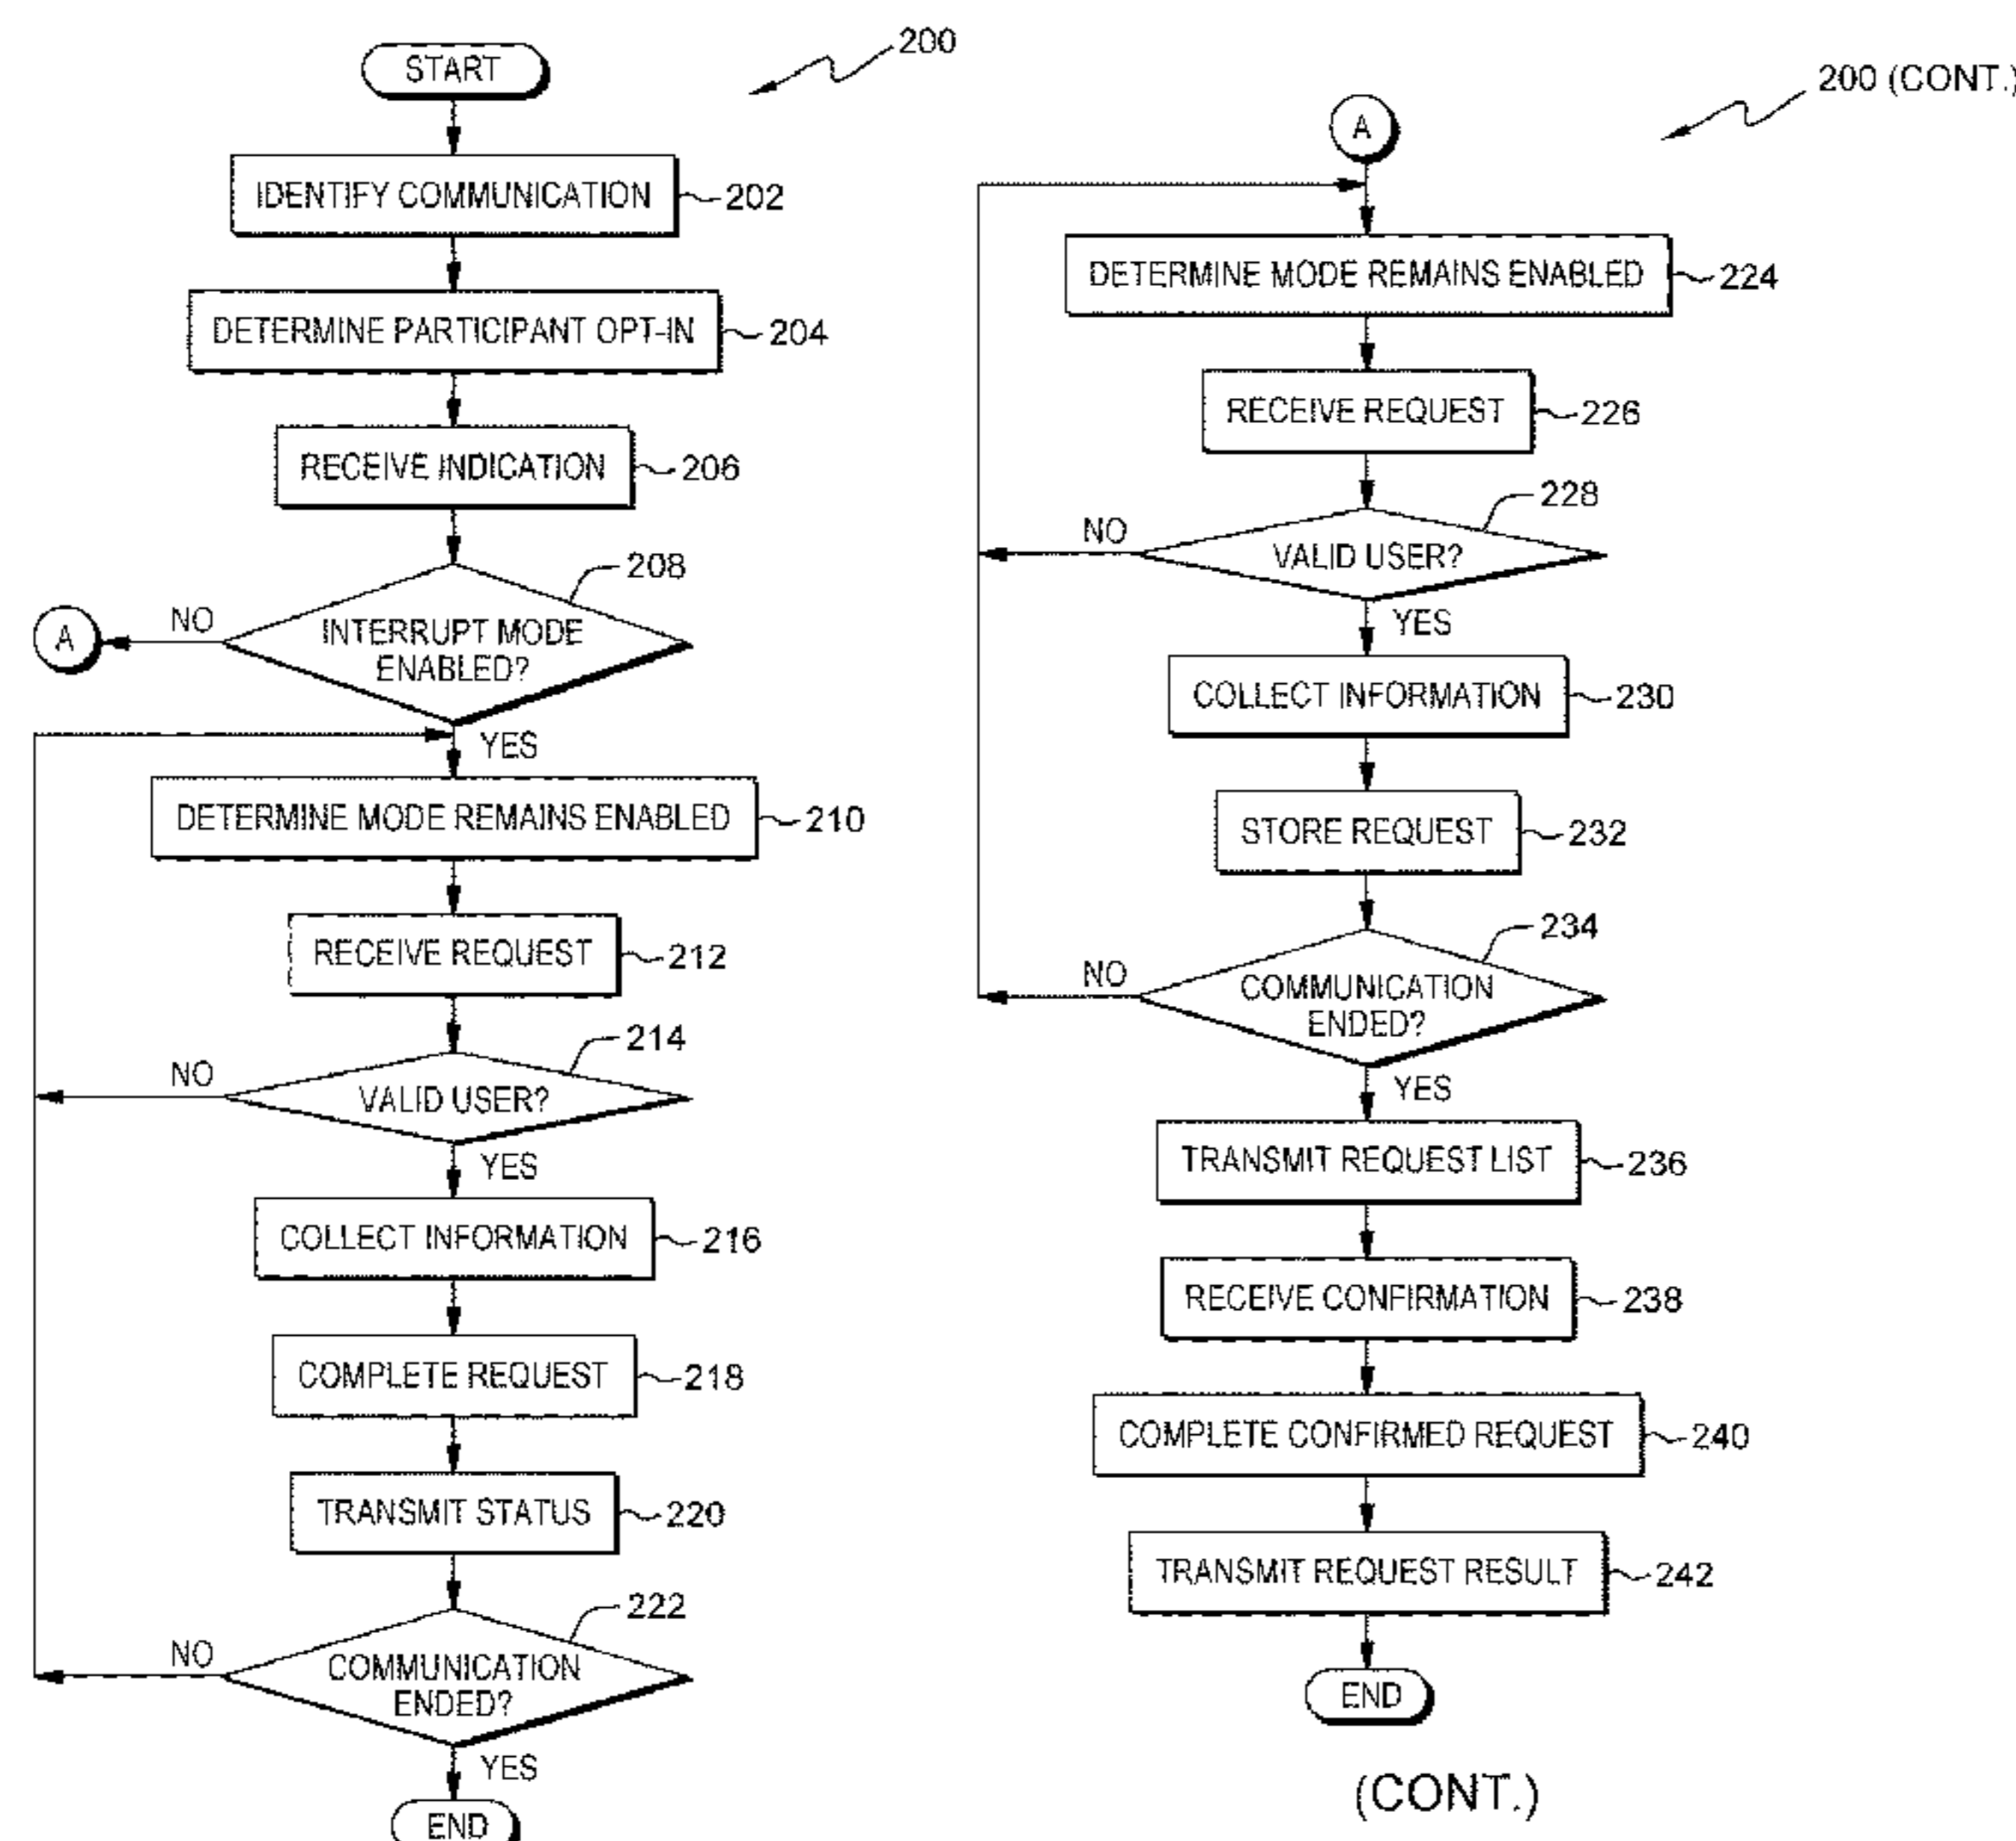 START
200
IDENTIFY COMMUNICATION
202
DETERMINE PARTICIPANT OPT-IN
204
RECEIVE INDICATION
206
208
INTERRUPT MODE
ENABLED?
NO
A
YES
DETERMINE MODE REMAINS ENABLED
210
RECEIVE REQUEST
212
214
VALID USER?
NO
YES
COLLECT INFORMATION
216
COMPLETE REQUEST
218
TRANSMIT STATUS
220
222
COMMUNICATION
ENDED?
NO
YES
END
200 (CONT.)
A
DETERMINE MODE REMAINS ENABLED
224
RECEIVE REQUEST
226
228
VALID USER?
NO
YES
COLLECT INFORMATION
230
STORE REQUEST
232
234
COMMUNICATION
ENDED?
NO
YES
TRANSMIT REQUEST LIST
236
RECEIVE CONFIRMATION
238
COMPLETE CONFIRMED REQUEST
240
TRANSMIT REQUEST RESULT
242
END
(CONT.)